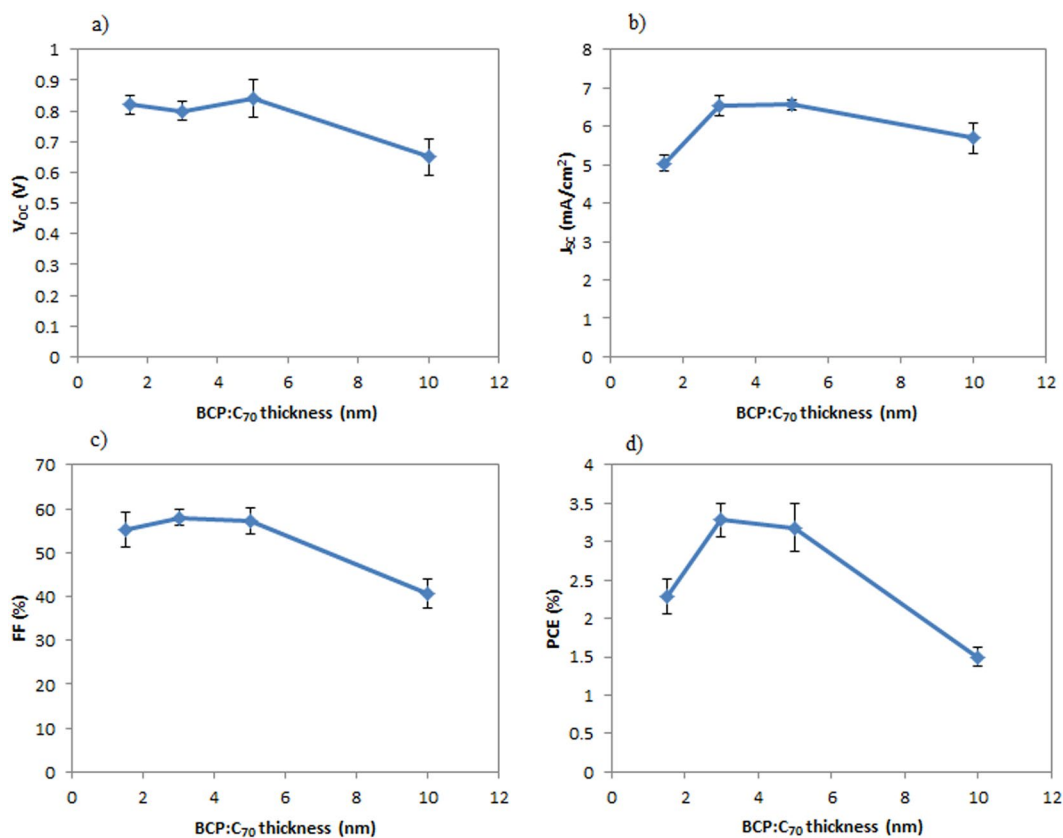 a)
1
0.9
0.8
0.7
0.6
0.5
0.4
0.3
0.2
0.1
0
V_OC (V)
0 2 4 6 8 10 12
BCP:C₇₀ thickness (nm)
b)
8
7
6
5
4
3
2
1
0
J_SC (mA/cm²)
0 2 4 6 8 10 12
BCP:C₇₀ thickness (nm)
c)
70
60
50
40
30
20
10
0
FF (%)
0 2 4 6 8 10 12
BCP:C₇₀ thickness (nm)
d)
4
3.5
3
2.5
2
1.5
1
0.5
0
PCE (%)
0 2 4 6 8 10 12
BCP:C₇₀ thickness (nm)